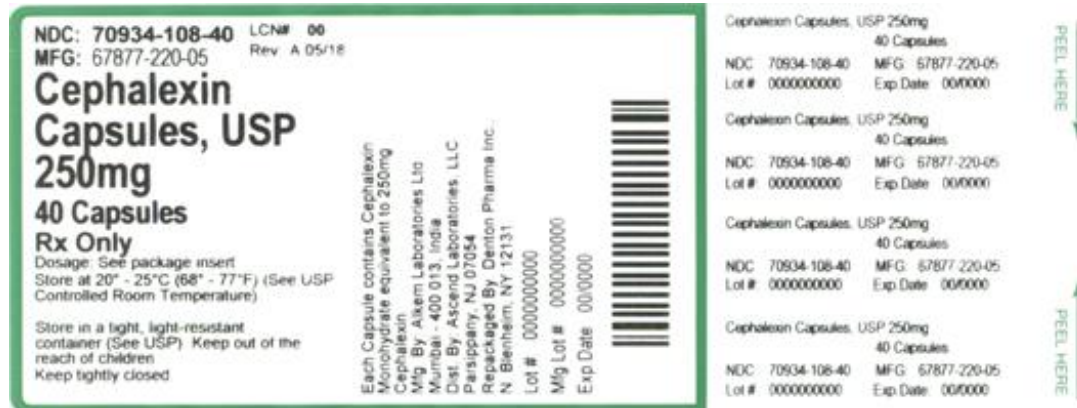 NDC: 70934-108-40 LCN# 00
MFG: 67877-220-05 Rev A 05/18
Cephalexin
Capsules, USP
250mg
40 Capsules
Rx Only
Dosage: See package insert
Store at 20° - 25°C (68° - 77°F) (See USP
Controlled Room Temperature)
Store in a tight, light-resistant
container (See USP) Keep out of the
reach of children
Keep tightly closed
Each Capsule contains Cephalexin
Monohydrate equivalent to 250mg
Cephalexin
Mfg By Alkem Laboratories Ltd
Mumbai - 400 013, India
Dist By Ascend Laboratories, LLC
Parsippany, NJ 07054
Repackaged By Denton Pharma Inc.,
N. Blenheim, NY 12131
Lot # 0000000000
Mfg Lot # 0000000000
Exp Date 00/0000
Cephalexin Capsules, USP 250mg
40 Capsules
NDC 70934-108-40 MFG: 67877-220-05
Lot # 0000000000 Exp Date 00/0000
Cephalexin Capsules, USP 250mg
40 Capsules
NDC 70934-108-40 MFG: 67877-220-05
Lot # 0000000000 Exp Date 00/0000
Cephalexin Capsules, USP 250mg
40 Capsules
NDC 70934-108-40 MFG: 67877-220-05
Lot # 0000000000 Exp Date 00/0000
Cephalexin Capsules, USP 250mg
40 Capsules
NDC 70934-108-40 MFG: 67877-220-05
Lot # 0000000000 Exp Date 00/0000
PEEL HERE
PEEL HERE